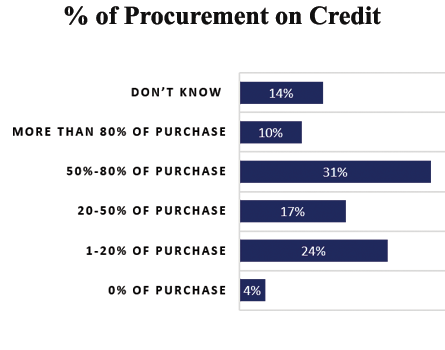 % of Procurement on Credit
DON'T KNOW 14%
MORE THAN 80% OF PURCHASE 10%
50%-80% OF PURCHASE 31%
20-50% OF PURCHASE 17%
1-20% OF PURCHASE 24%
0% OF PURCHASE 4%